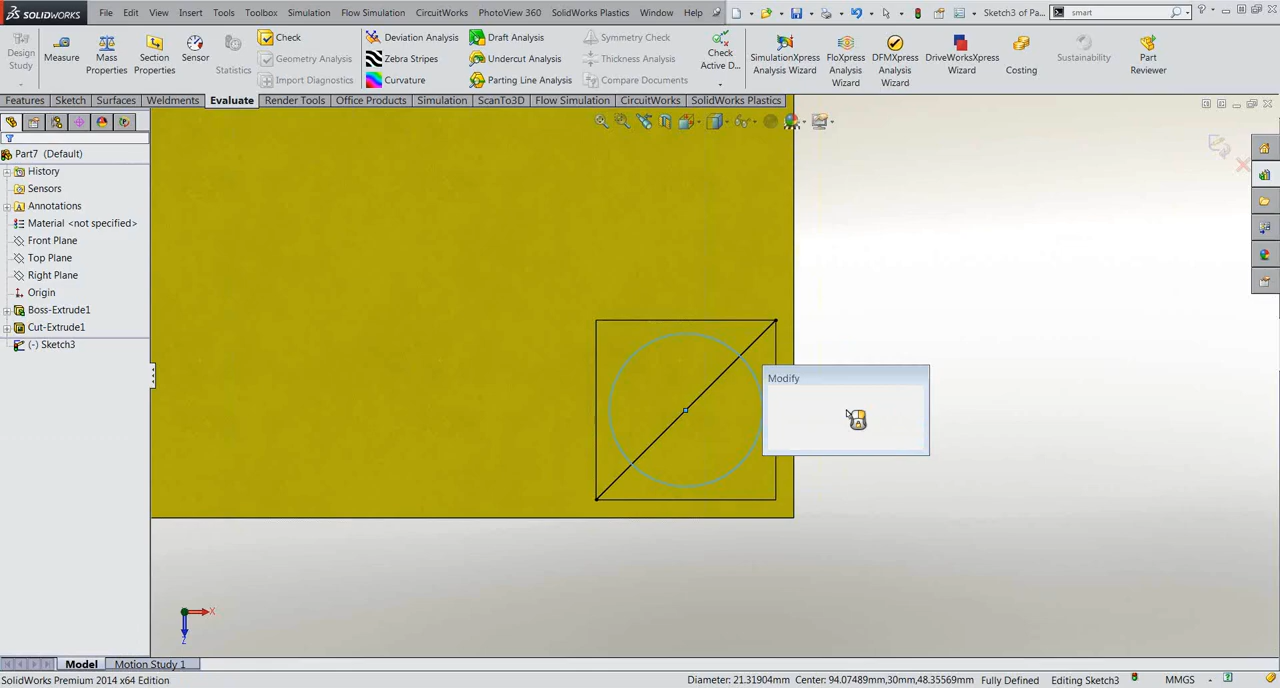 SOLIDWORKS File Edit View Insert Tools Toolbox Simulation Flow Simulation CircuitWorks PhotoView 360 SolidWorks Plastics Window Help Sketch3 of Pa... smart
Design Study
Measure
Mass Properties
Section Properties
Sensor
Statistics
Check
Geometry Analysis
Import Diagnostics
Deviation Analysis
Zebra Stripes
Curvature
Draft Analysis
Undercut Analysis
Parting Line Analysis
Symmetry Check
Thickness Analysis
Compare Documents
Check Active D...
SimulationXpress Analysis Wizard
FloXpress Analysis Wizard
DFMXpress Analysis Wizard
DriveWorksXpress Wizard
Costing
Sustainability
Part Reviewer
Features Sketch Surfaces Weldments Evaluate Render Tools Office Products Simulation ScanTo3D Flow Simulation CircuitWorks SolidWorks Plastics
Part7 (Default)
History
Sensors
Annotations
Material <not specified>
Front Plane
Top Plane
Right Plane
Origin
Boss-Extrude1
Cut-Extrude1
(-) Sketch3
Modify
X
Z
Model Motion Study 1
SolidWorks Premium 2014 x64 Edition Diameter: 21.31904mm Center: 94.07489mm,30mm,48.35569mm Fully Defined Editing Sketch3 MMGS -